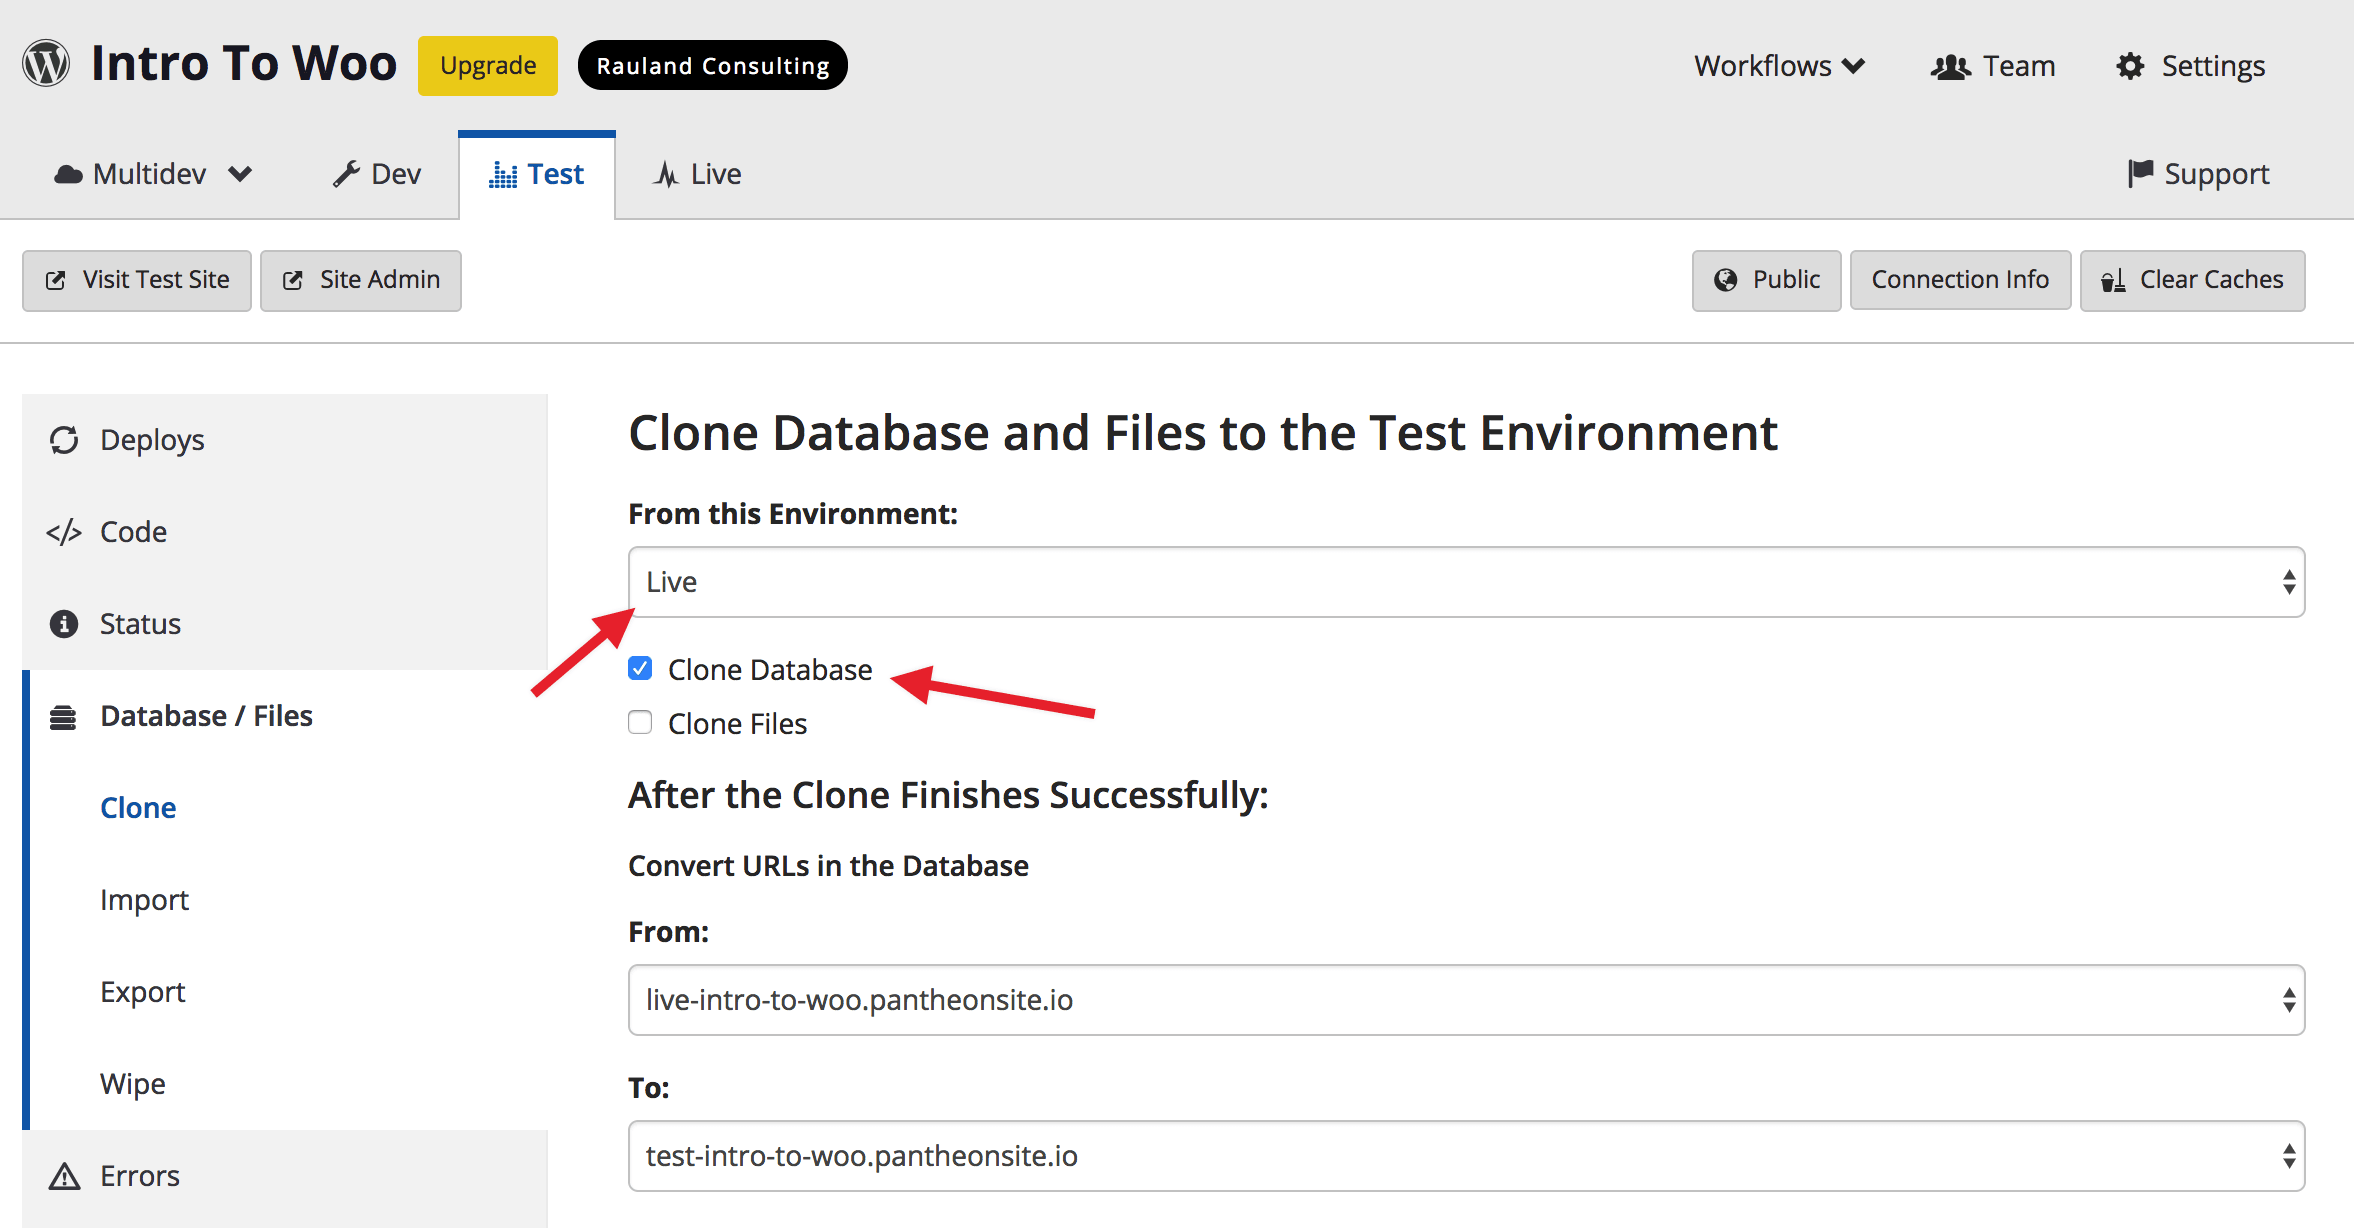 Intro To Woo Upgrade Rauland Consulting Workflows Team Settings
Multidev Dev Test Live Support
Visit Test Site Site Admin Public Connection Info Clear Caches
Deploys
Code
Status
Database / Files
Clone
Import
Export
Wipe
Errors
Clone Database and Files to the Test Environment
From this Environment:
Live
Clone Database
Clone Files
After the Clone Finishes Successfully:
Convert URLs in the Database
From:
live-intro-to-woo.pantheonsite.io
To:
test-intro-to-woo.pantheonsite.io